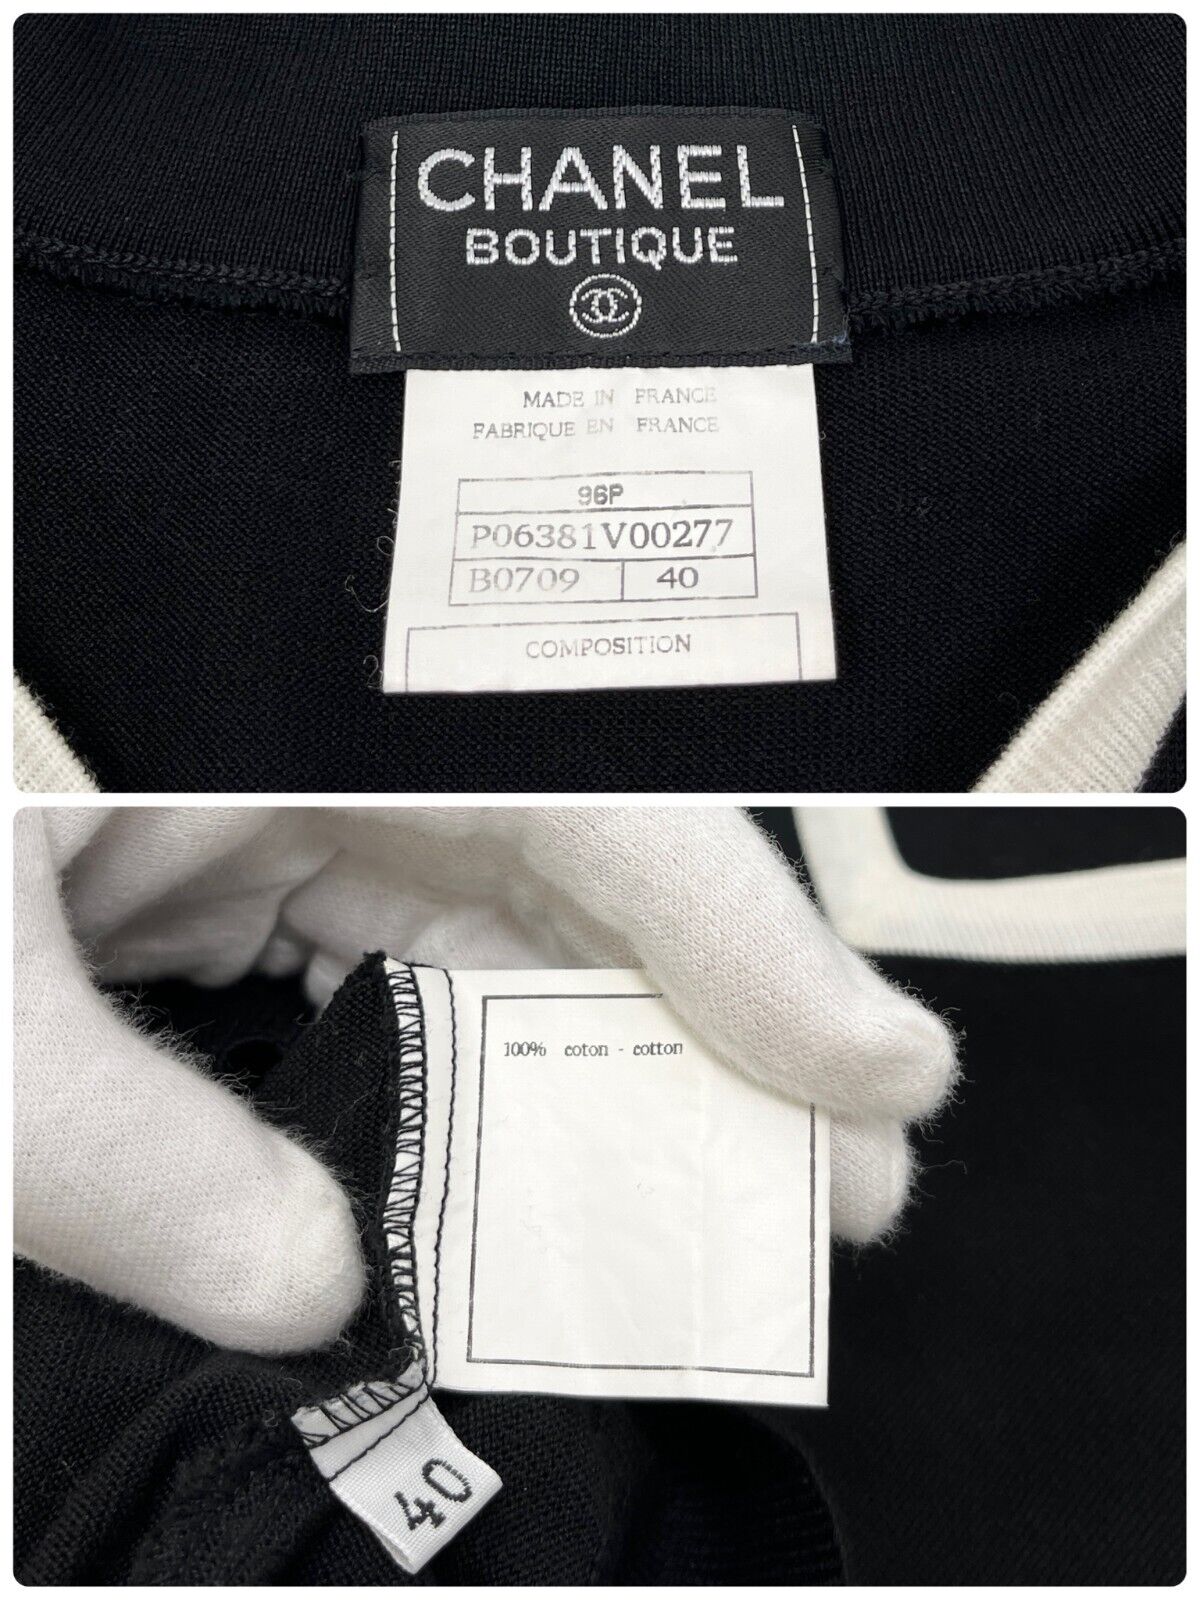 CHANEL
BOUTIQUE
MADE IN FRANCE
FABRIQUE EN FRANCE
96P
P06381V00277
B0709 40
COMPOSITION
100% coton - cotton
40